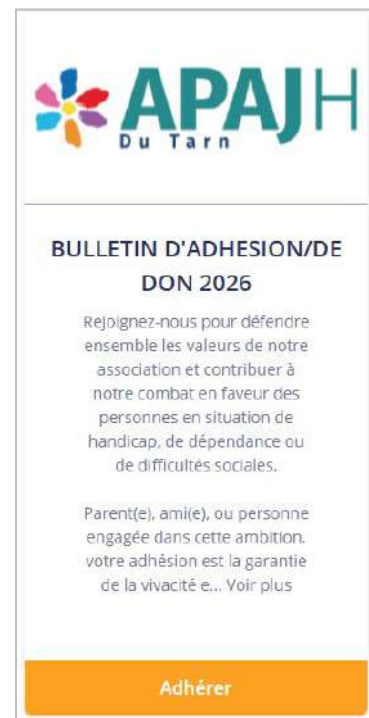 APAJH
Du Tarn
BULLETIN D'ADHESION/DE
DON 2026
Rejoignez-nous pour défendre
ensemble les valeurs de notre
association et contribuer à
notre combat en faveur des
personnes en situation de
handicap, de dépendance ou
de difficultés sociales.
Parent(e), ami(e), ou personne
engagée dans cette ambition,
votre adhésion est la garantie
de la vivacité e... Voir plus
Adhérer